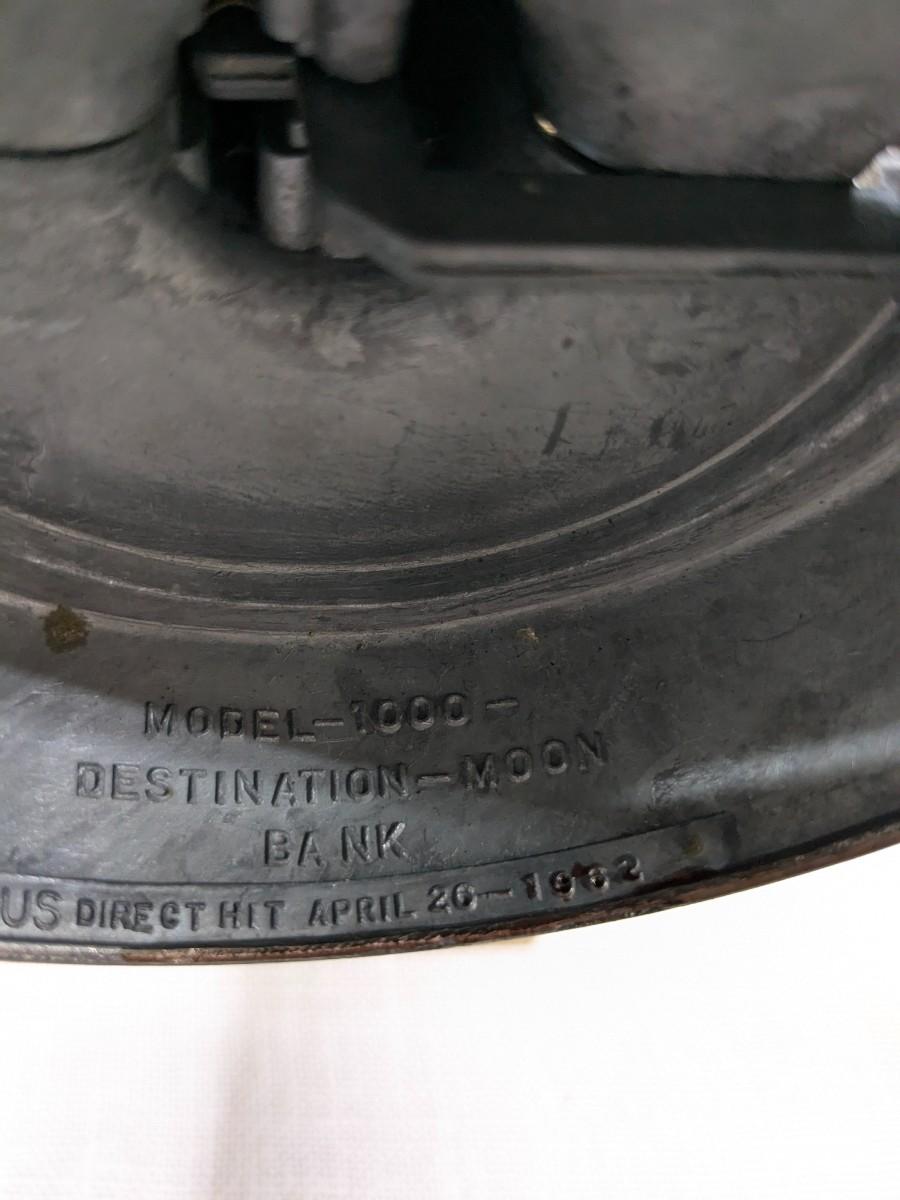 MODEL-1000-
DESTINATION-MOON
BANK
US DIRECT HIT APRIL 26-1962